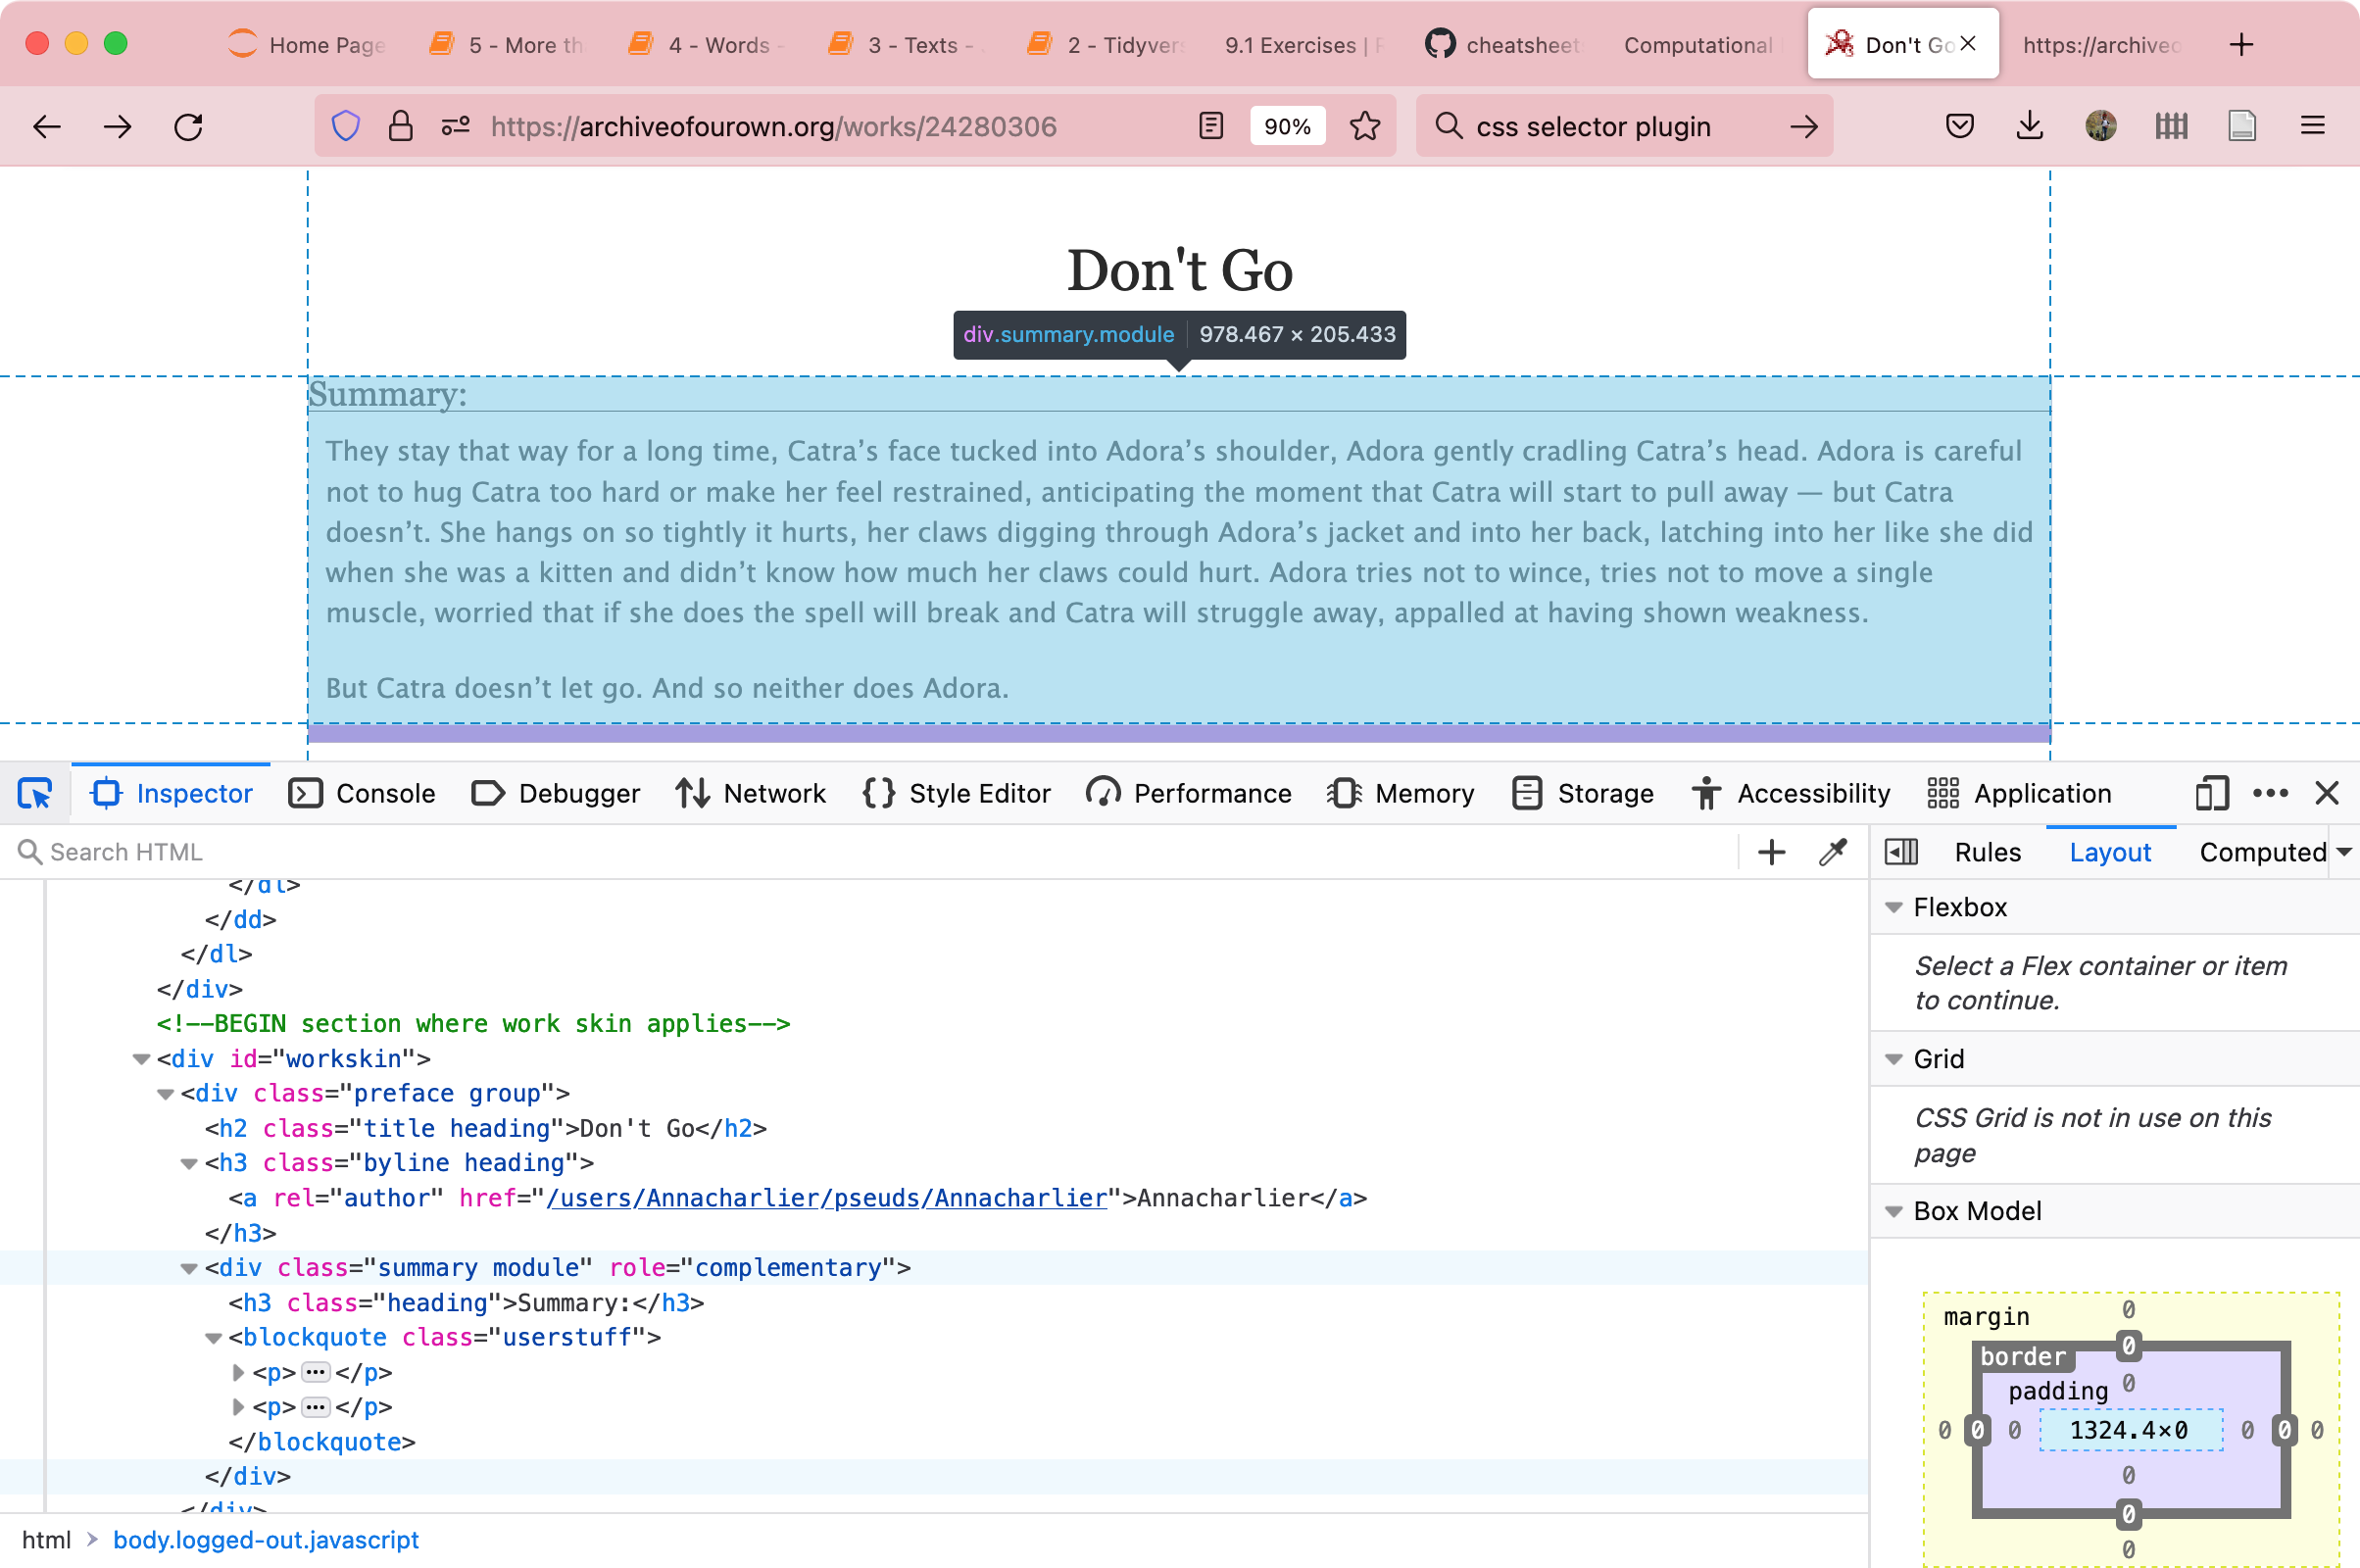 Home Page
5 - More th
4 - Words -
3 - Texts -
2 - Tidyver
9.1 Exercises |
cheatsheet
Computational
Don't Go
https://archiveo
https://archiveofourown.org/works/24280306
90%
css selector plugin
Don't Go
div.summary.module 978.467 × 205.433
Summary:
They stay that way for a long time, Catra’s face tucked into Adora’s shoulder, Adora gently cradling Catra’s head. Adora is careful
not to hug Catra too hard or make her feel restrained, anticipating the moment that Catra will start to pull away — but Catra
doesn’t. She hangs on so tightly it hurts, her claws digging through Adora’s jacket and into her back, latching into her like she did
when she was a kitten and didn’t know how much her claws could hurt. Adora tries not to wince, tries not to move a single
muscle, worried that if she does the spell will break and Catra will struggle away, appalled at having shown weakness.
But Catra doesn’t let go. And so neither does Adora.
Inspector
Console
Debugger
Network
Style Editor
Performance
Memory
Storage
Accessibility
Application
Search HTML
</dl>
</dd>
</dl>
</div>
<!--BEGIN section where work skin applies-->
<div id="workskin">
<div class="preface group">
<h2 class="title heading">Don't Go</h2>
<h3 class="byline heading">
<a rel="author" href="/users/Annacharlier/pseuds/Annacharlier">Annacharlier</a>
</h3>
<div class="summary module" role="complementary">
<h3 class="heading">Summary:</h3>
<blockquote class="userstuff">
<p>···</p>
<p>···</p>
</blockquote>
</div>
</div>
html > body.logged-out.javascript
Rules
Layout
Computed
Flexbox
Select a Flex container or item
to continue.
Grid
CSS Grid is not in use on this
page
Box Model
margin 0
border 0
padding 0
0 0 0 1324.4×0 0 0 0
0
0
0